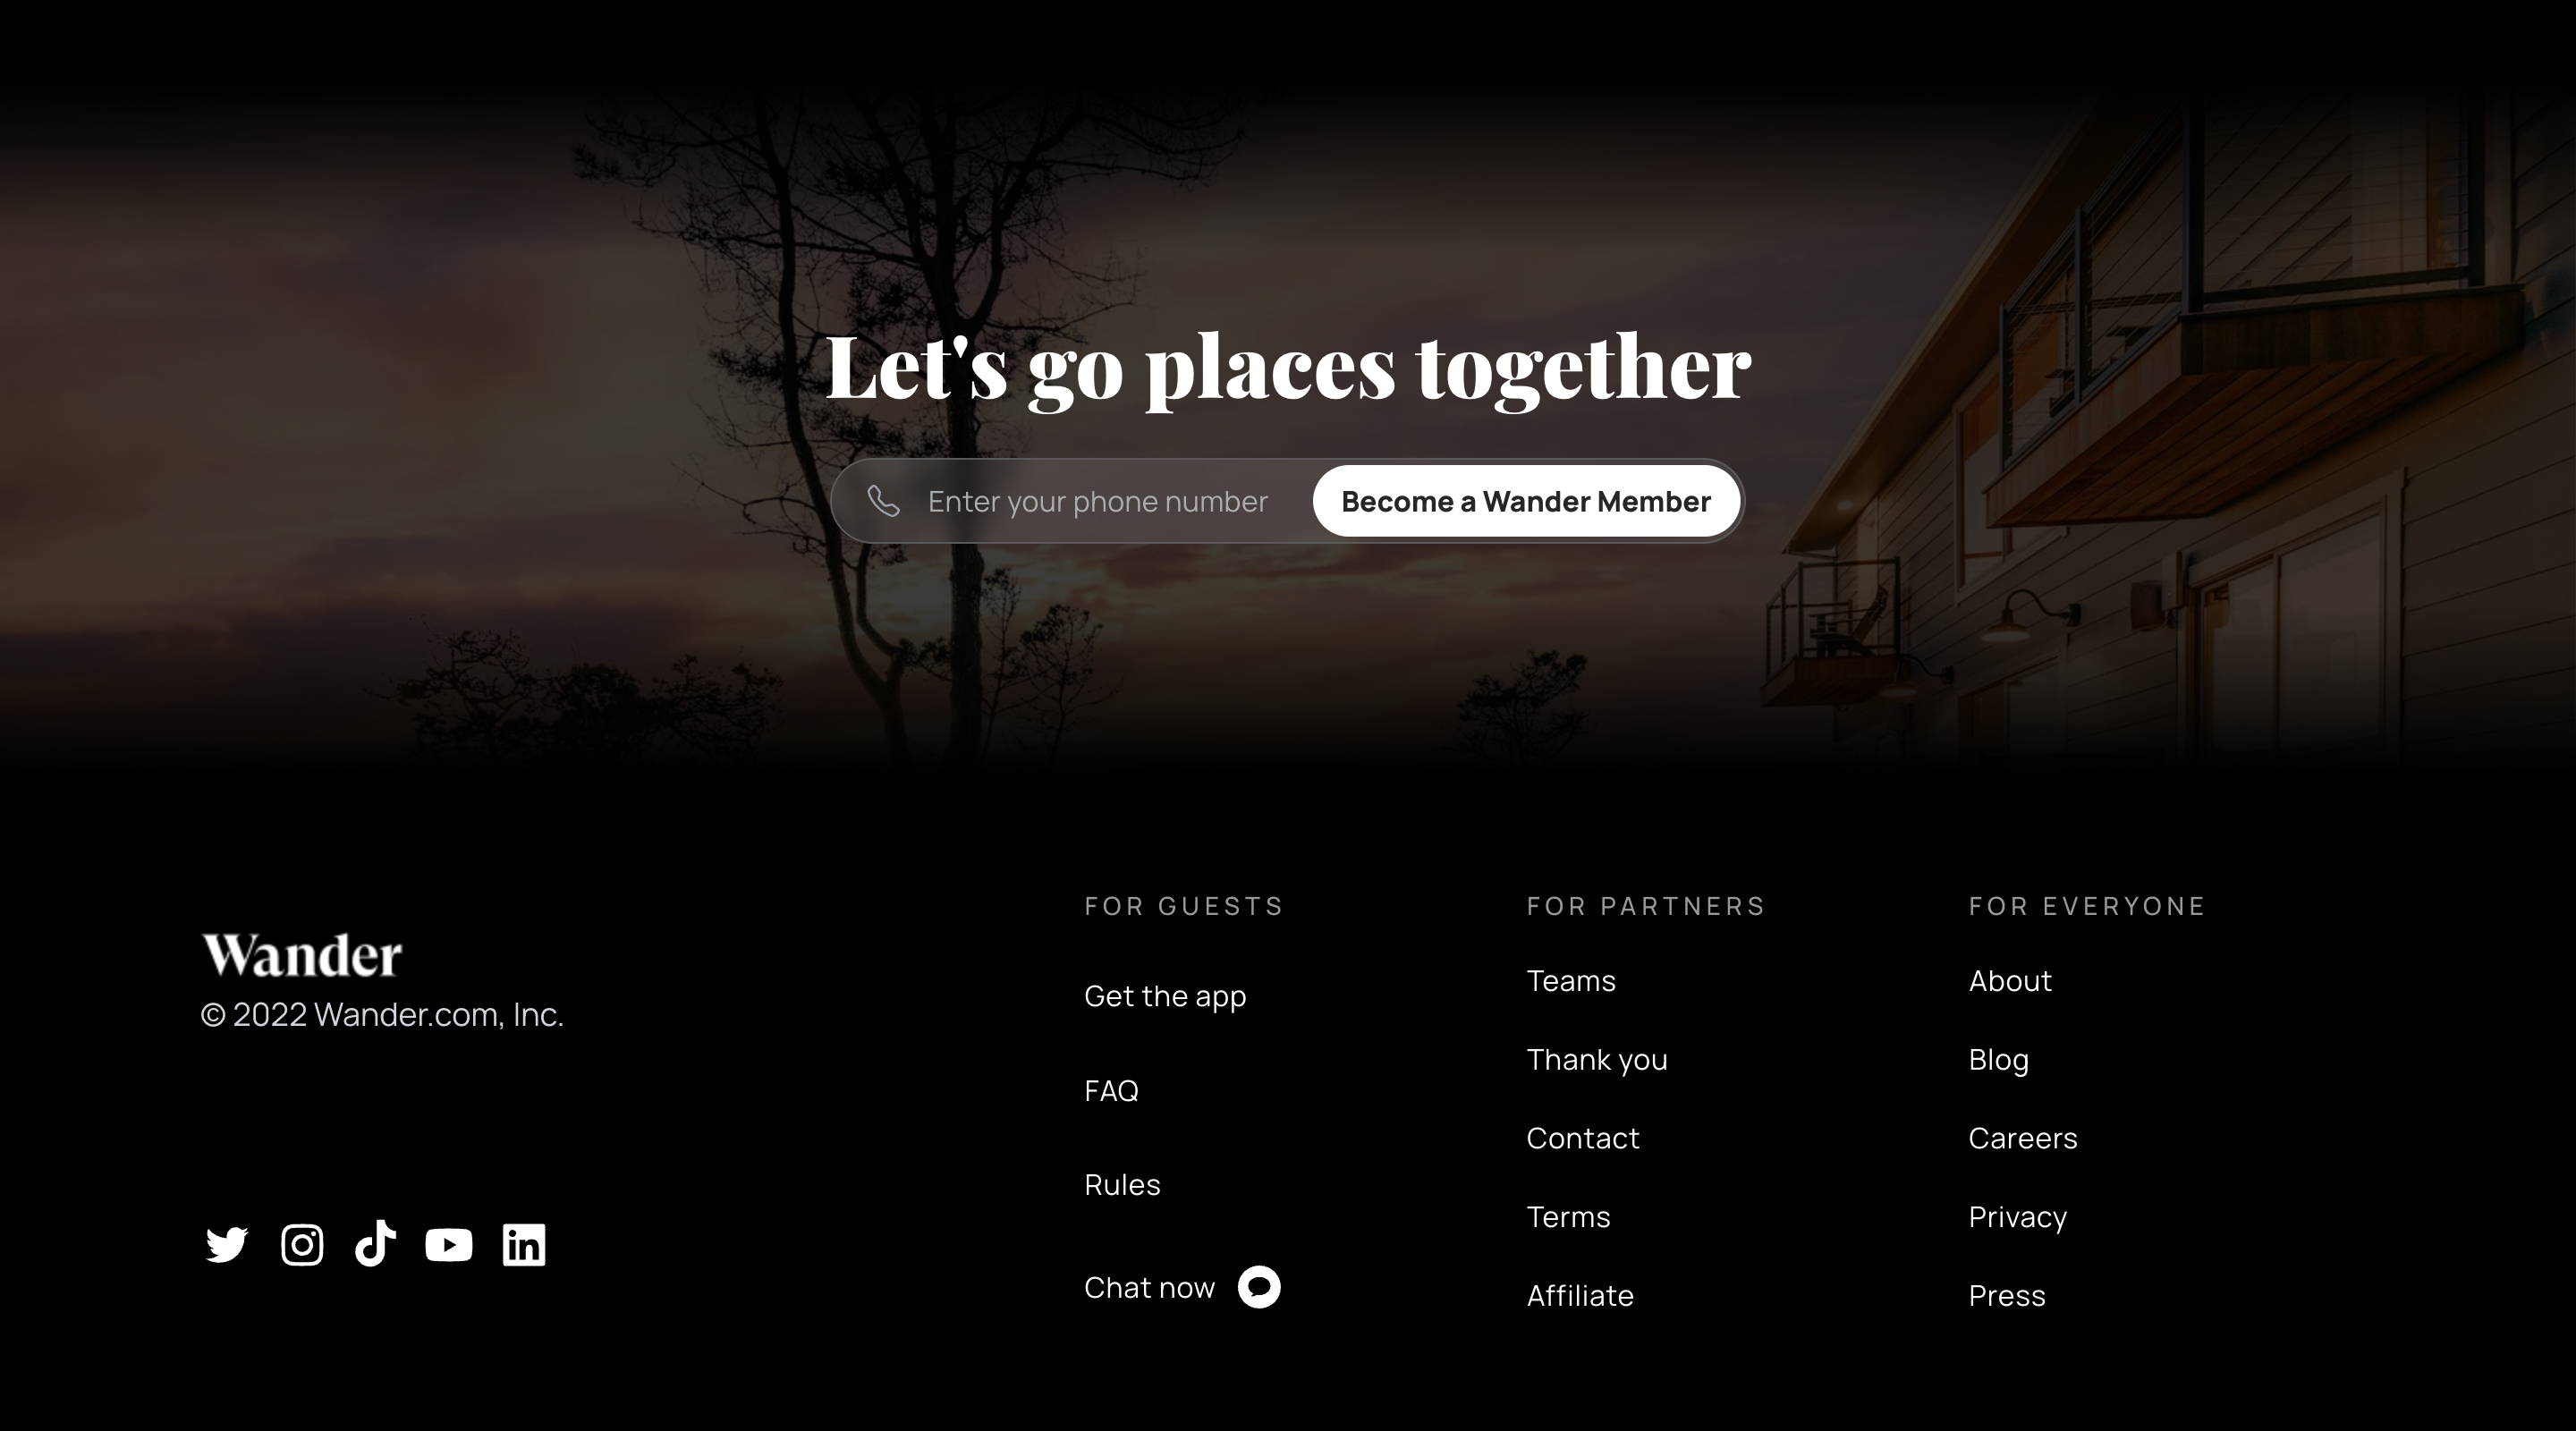 Let's go places together
Enter your phone number
Become a Wander Member
Wander
© 2022 Wander.com, Inc.
FOR GUESTS
Get the app
FAQ
Rules
Chat now
FOR PARTNERS
Teams
Thank you
Contact
Terms
Affiliate
FOR EVERYONE
About
Blog
Careers
Privacy
Press